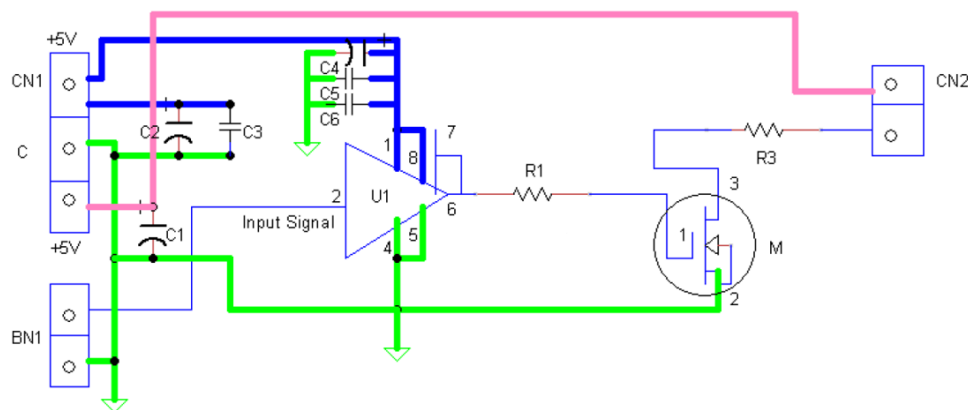 +5V
CN1
C2
C3
C
+5V
C1
BN1
C4
C5
C6
1
8
7
2
Input Signal
U1
6
5
4
R1
3
1
M
2
R3
CN2